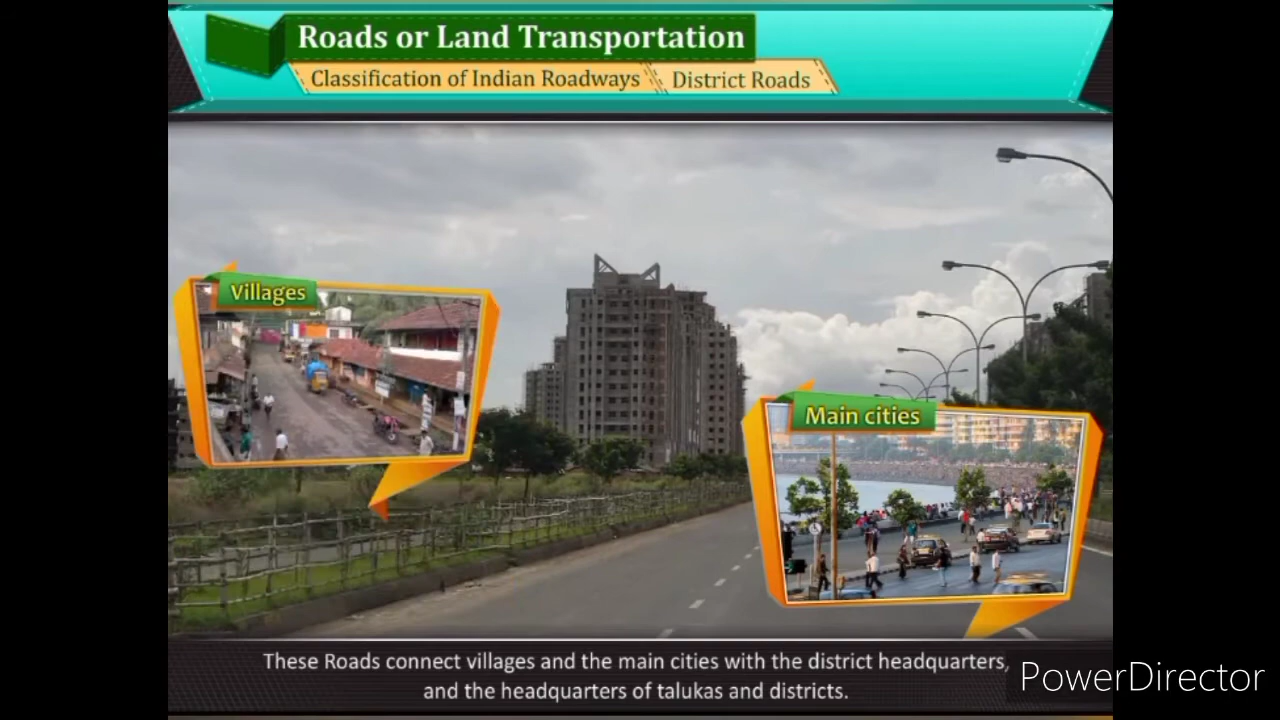 Roads or Land Transportation
Classification of Indian Roadways
District Roads
Villages
Main cities
These Roads connect villages and the main cities with the district headquarters,
and the headquarters of talukas and districts.
PowerDirector